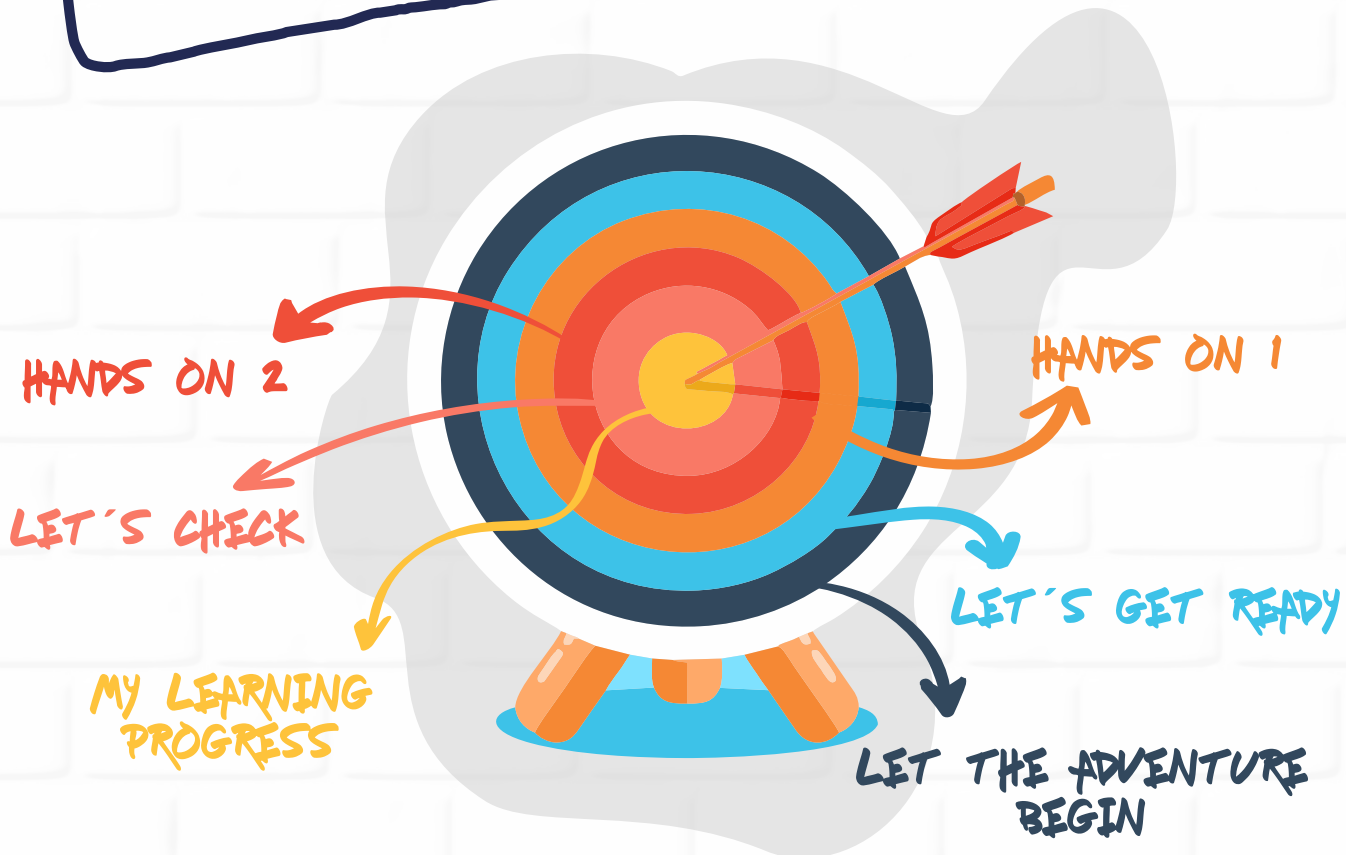 HANDS ON 2
HANDS ON 1
LET´S CHECK
LET´S GET READY
MY LEARNING
PROGRESS
LET THE ADVENTURE
BEGIN